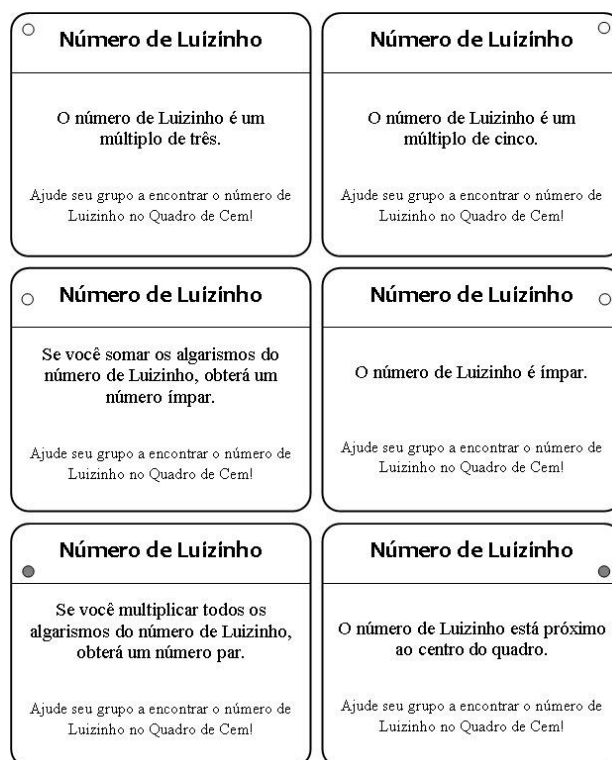 Número de Luizinho
O número de Luizinho é um
múltiplo de três.
Ajude seu grupo a encontrar o número de
Luizinho no Quadro de Cem!
Número de Luizinho
O número de Luizinho é um
múltiplo de cinco.
Ajude seu grupo a encontrar o número de
Luizinho no Quadro de Cem!
Número de Luizinho
Se você somar os algarismos do
número de Luizinho, obterá um
número ímpar.
Ajude seu grupo a encontrar o número de
Luizinho no Quadro de Cem!
Número de Luizinho
O número de Luizinho é ímpar.
Ajude seu grupo a encontrar o número de
Luizinho no Quadro de Cem!
Número de Luizinho
Se você multiplicar todos os
algarismos do número de Luizinho,
obterá um número par.
Ajude seu grupo a encontrar o número de
Luizinho no Quadro de Cem!
Número de Luizinho
O número de Luizinho está próximo
ao centro do quadro.
Ajude seu grupo a encontrar o número de
Luizinho no Quadro de Cem!